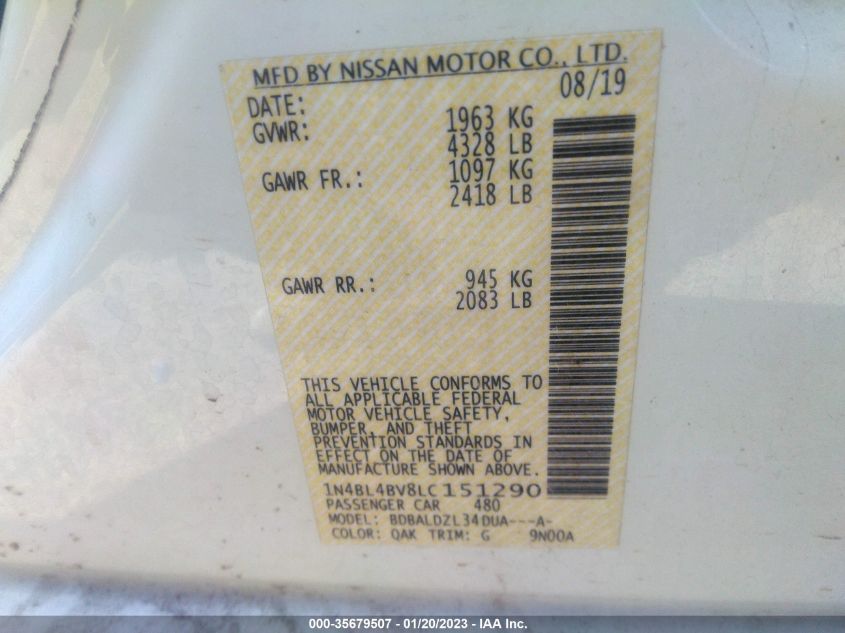 MFD BY NISSAN MOTOR CO., LTD.
DATE: 08/19
GVWR: 1963 KG
4328 LB
GAWR FR.: 1097 KG
2418 LB
GAWR RR.: 945 KG
2083 LB
THIS VEHICLE CONFORMS TO
ALL APPLICABLE FEDERAL
MOTOR VEHICLE SAFETY,
BUMPER, AND THEFT
PREVENTION STANDARDS IN
EFFECT ON THE DATE OF
MANUFACTURE SHOWN ABOVE.
1N4BL4BV8LC151290
PASSENGER CAR 480
MODEL: BDBALDZL34DUA---A-
COLOR: QAK TRIM: G 9N00A
000-35679507 - 01/20/2023 - IAA Inc.